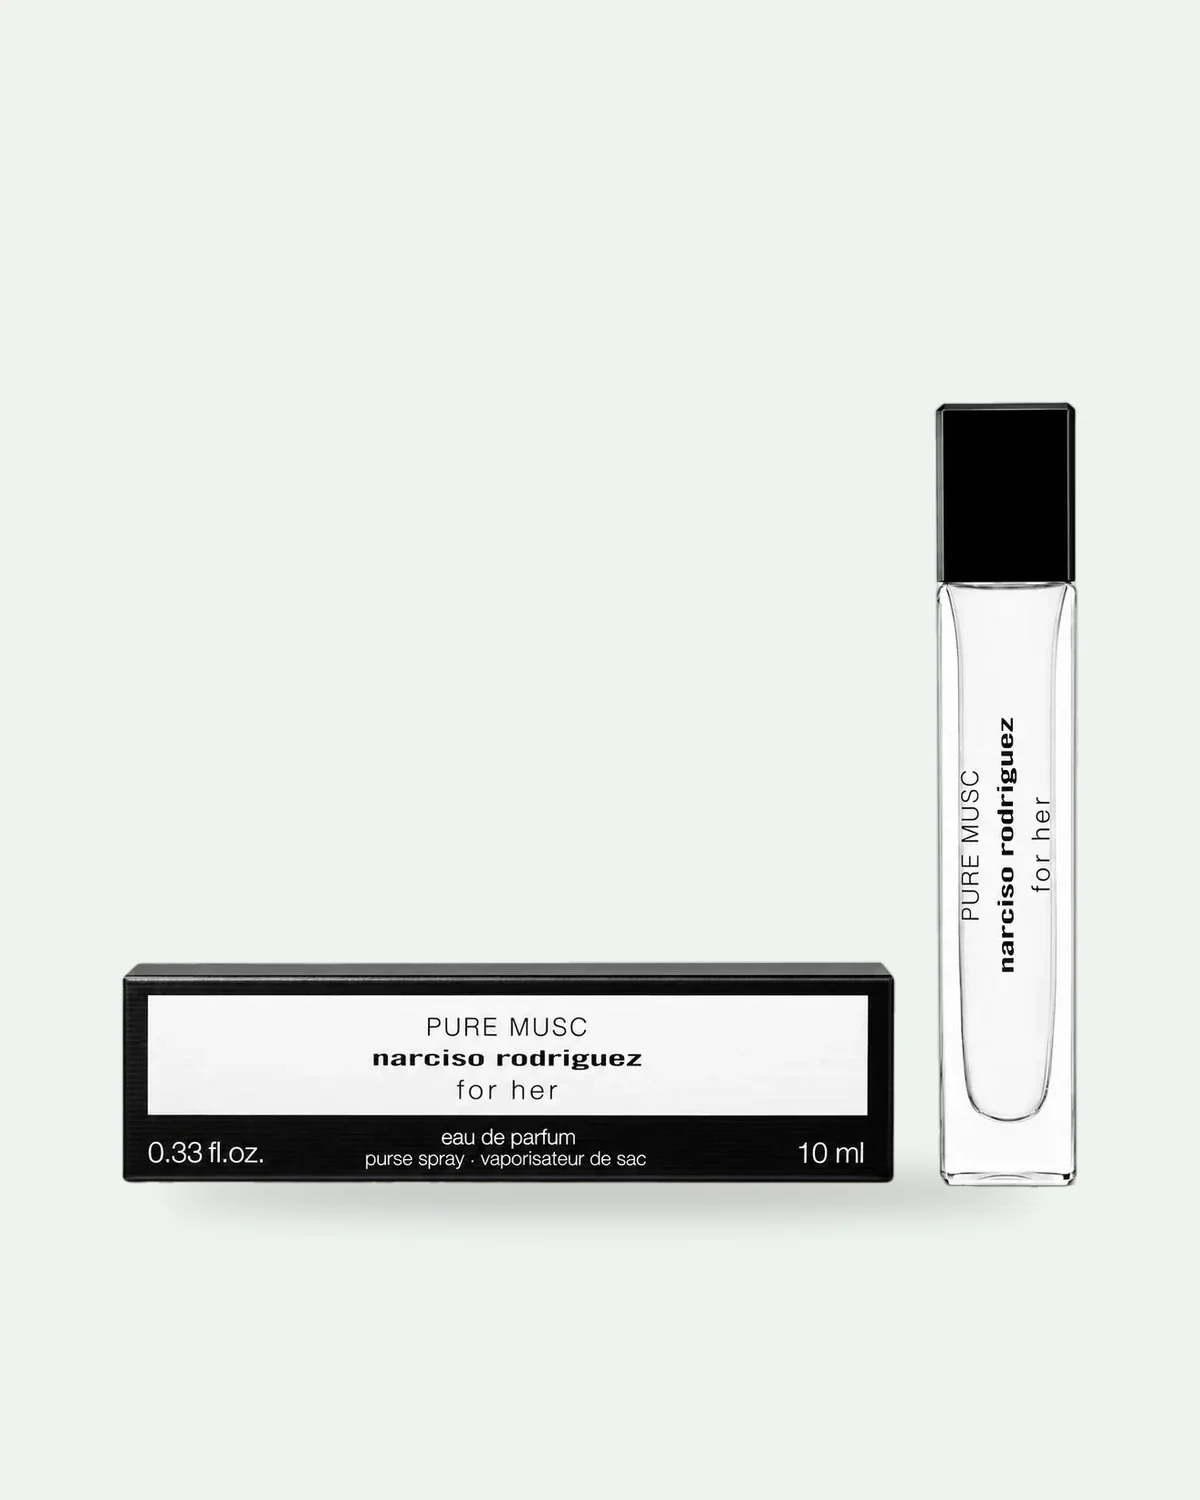 PURE MUSC
narciso rodriguez
for her
eau de parfum
purse spray · vaporisateur de sac
0.33 fl.oz.
10 ml
PURE MUSC
narciso rodriguez
for her